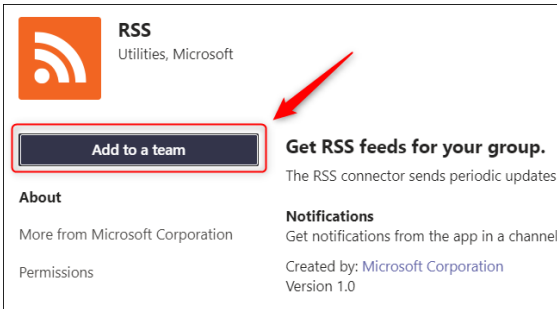 RSS
Utilities, Microsoft
Add to a team
About
More from Microsoft Corporation
Permissions
Get RSS feeds for your group.
The RSS connector sends periodic updates
Notifications
Get notifications from the app in a channel
Created by: Microsoft Corporation
Version 1.0